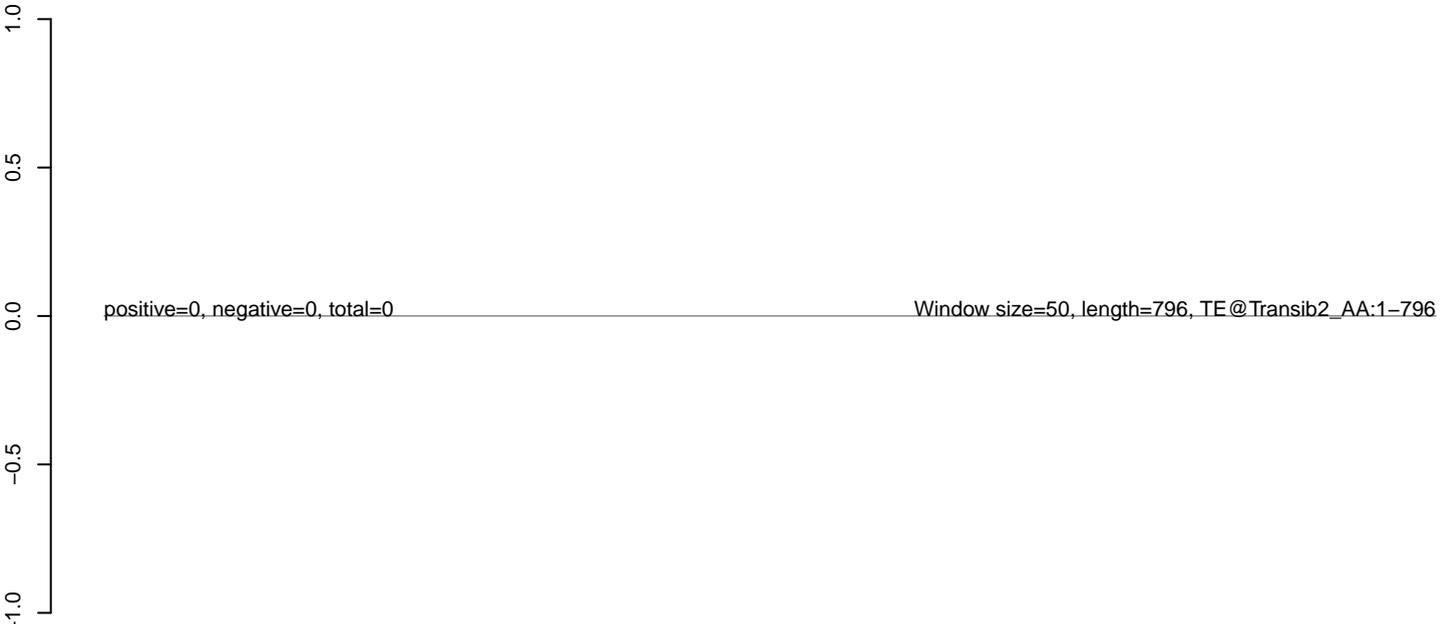 1.0
0.5
0.0
−0.5
−1.0
positive=0, negative=0, total=0
Window size=50, length=796, TE@Transib2_AA:1−796